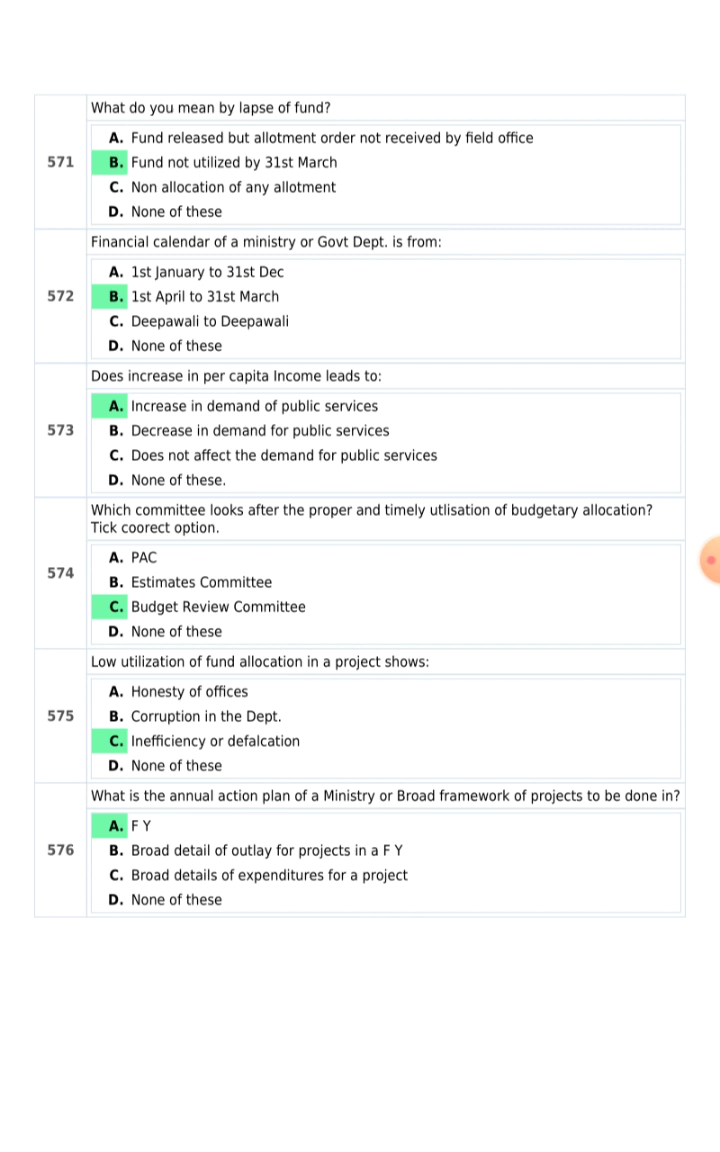 What do you mean by lapse of fund?
571
A. Fund released but allotment order not received by field office
B. Fund not utilized by 31st March
C. Non allocation of any allotment
D. None of these
Financial calendar of a ministry or Govt Dept. is from:
572
A. 1st January to 31st Dec
B. 1st April to 31st March
C. Deepawali to Deepawali
D. None of these
Does increase in per capita Income leads to:
573
A. Increase in demand of public services
B. Decrease in demand for public services
C. Does not affect the demand for public services
D. None of these.
Which committee looks after the proper and timely utlisation of budgetary allocation?
Tick coorect option.
574
A. PAC
B. Estimates Committee
C. Budget Review Committee
D. None of these
Low utilization of fund allocation in a project shows:
575
A. Honesty of offices
B. Corruption in the Dept.
C. Inefficiency or defalcation
D. None of these
What is the annual action plan of a Ministry or Broad framework of projects to be done in?
576
A. F Y
B. Broad detail of outlay for projects in a F Y
C. Broad details of expenditures for a project
D. None of these